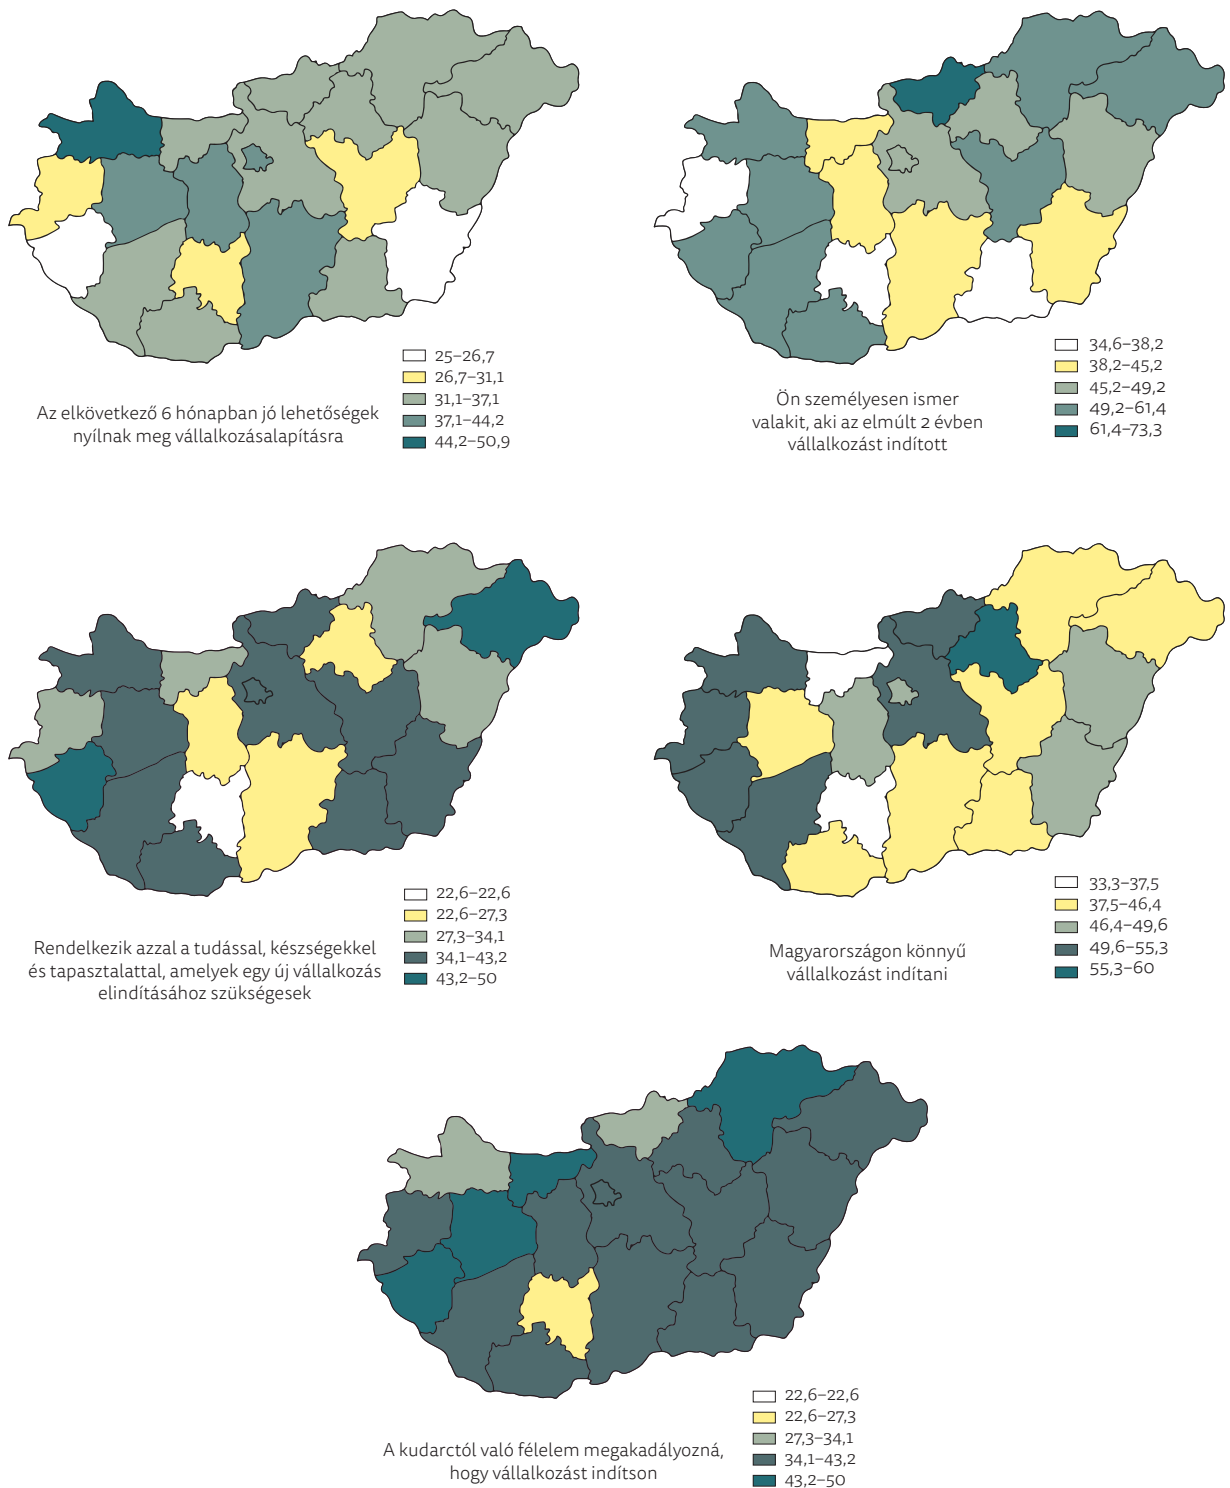 25–26,7
26,7–31,1
31,1–37,1
37,1–44,2
44,2–50,9
Az elkövetkező 6 hónapban jó lehetőségek
nyílnak meg vállalkozásalapításra
34,6–38,2
38,2–45,2
45,2–49,2
49,2–61,4
61,4–73,3
Ön személyesen ismer
valakit, aki az elmúlt 2 évben
vállalkozást indított
22,6–22,6
22,6–27,3
27,3–34,1
34,1–43,2
43,2–50
Rendelkezik azzal a tudással, készségekkel
és tapasztalattal, amelyek egy új vállalkozás
elindításához szükségesek
33,3–37,5
37,5–46,4
46,4–49,6
49,6–55,3
55,3–60
Magyarországon könnyű
vállalkozást indítani
22,6–22,6
22,6–27,3
27,3–34,1
34,1–43,2
43,2–50
A kudarctól való félelem megakadályozná,
hogy vállalkozást indítson